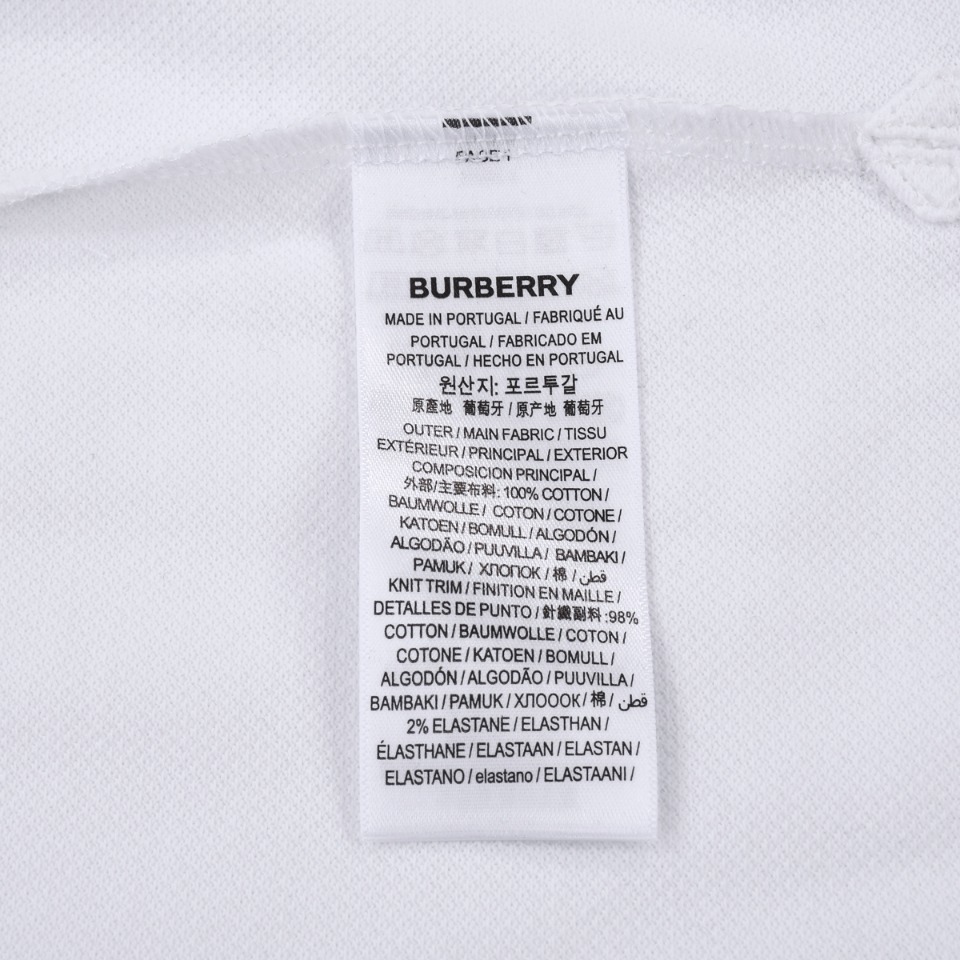 BURBERRY
MADE IN PORTUGAL / FABRIQUÉ AU
PORTUGAL / FABRICADO EM
PORTUGAL / HECHO EN PORTUGAL
원산지: 포르투갈
原產地 葡萄牙 / 原产地 葡萄牙
OUTER / MAIN FABRIC / TISSU
EXTÉRIEUR / PRINCIPAL / EXTERIOR
COMPOSICION PRINCIPAL /
外部/主要布料: 100% COTTON /
BAUMWOLLE / COTON / COTONE /
KATOEN / BOMULL / ALGODÓN /
ALGODÃO / PUUVILLA / BAMBAKI /
PAMUK / ХЛОПОК / 棉 / قطن
KNIT TRIM / FINITION EN MAILLE /
DETALLES DE PUNTO / 針織副料 :98%
COTTON / BAUMWOLLE / COTON /
COTONE / KATOEN / BOMULL /
ALGODÓN / ALGODÃO / PUUVILLA /
BAMBAKI / PAMUK / ХЛОООК / 棉 / قطن
2% ELASTANE / ELASTHAN /
ÉLASTHANE / ELASTAAN / ELASTAN /
ELASTANO / elastano / ELASTAANI /